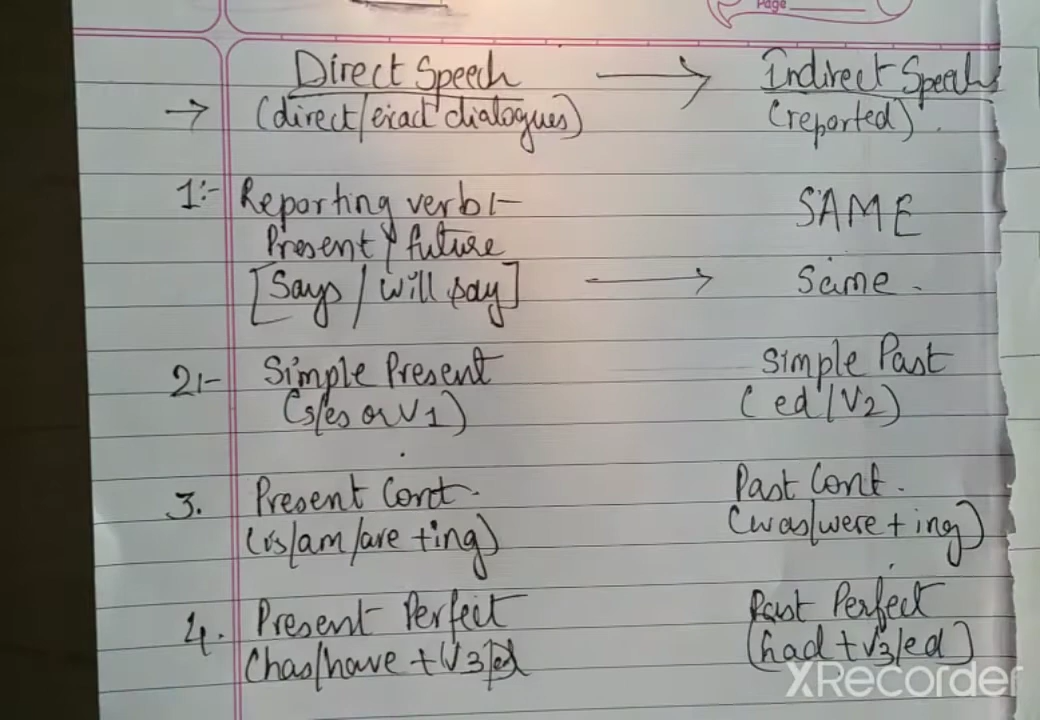 Page
Direct Speech → Indirect Speech
→ (direct/exact dialogues) (reported).
1:- Reporting verb:- SAME
Present / future
[Says / will say] → Same.
2:- Simple Present Simple Past
(s/es or V1) (ed/V2)
3. Present Cont. Past Cont.
(is/am/are +ing) (was/were + ing)
4. Present Perfect Past Perfect
(has/have + V3/ed (had + V3/ed)
XRecorder